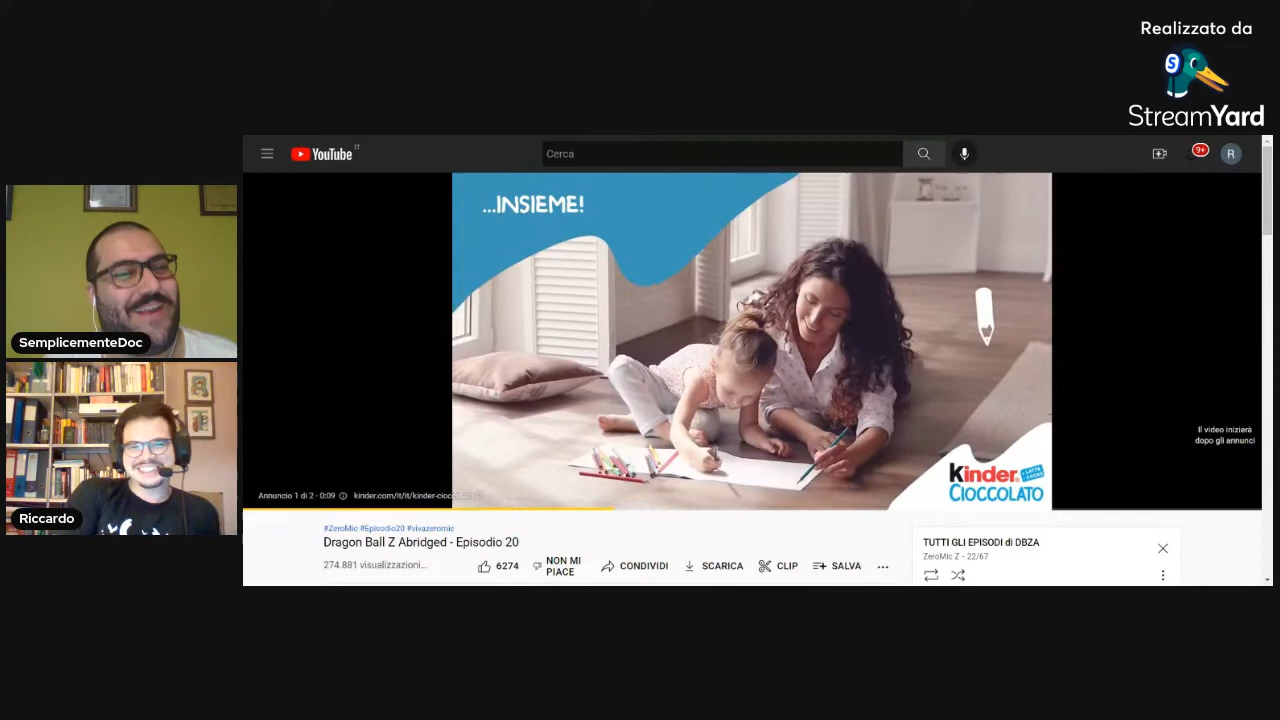 Realizzato da
StreamYard
YouTube IT
Cerca
9+
R
...INSIEME!
SemplicementeDoc
Il video inizierà
dopo gli annunci
Kinder
+LATTE
-CACAO
CIOCCOLATO
Annuncio 1 di 2 · 0:09
Riccardo
#ZeroMic #Episodio20 #vivazeromic
Dragon Ball Z Abridged - Episodio 20
274.881 visualizzazioni...
6274
NON MI
PIACE
CONDIVIDI
SCARICA
CLIP
SALVA
TUTTI GLI EPISODI di DBZA
ZeroMic Z - 22/67